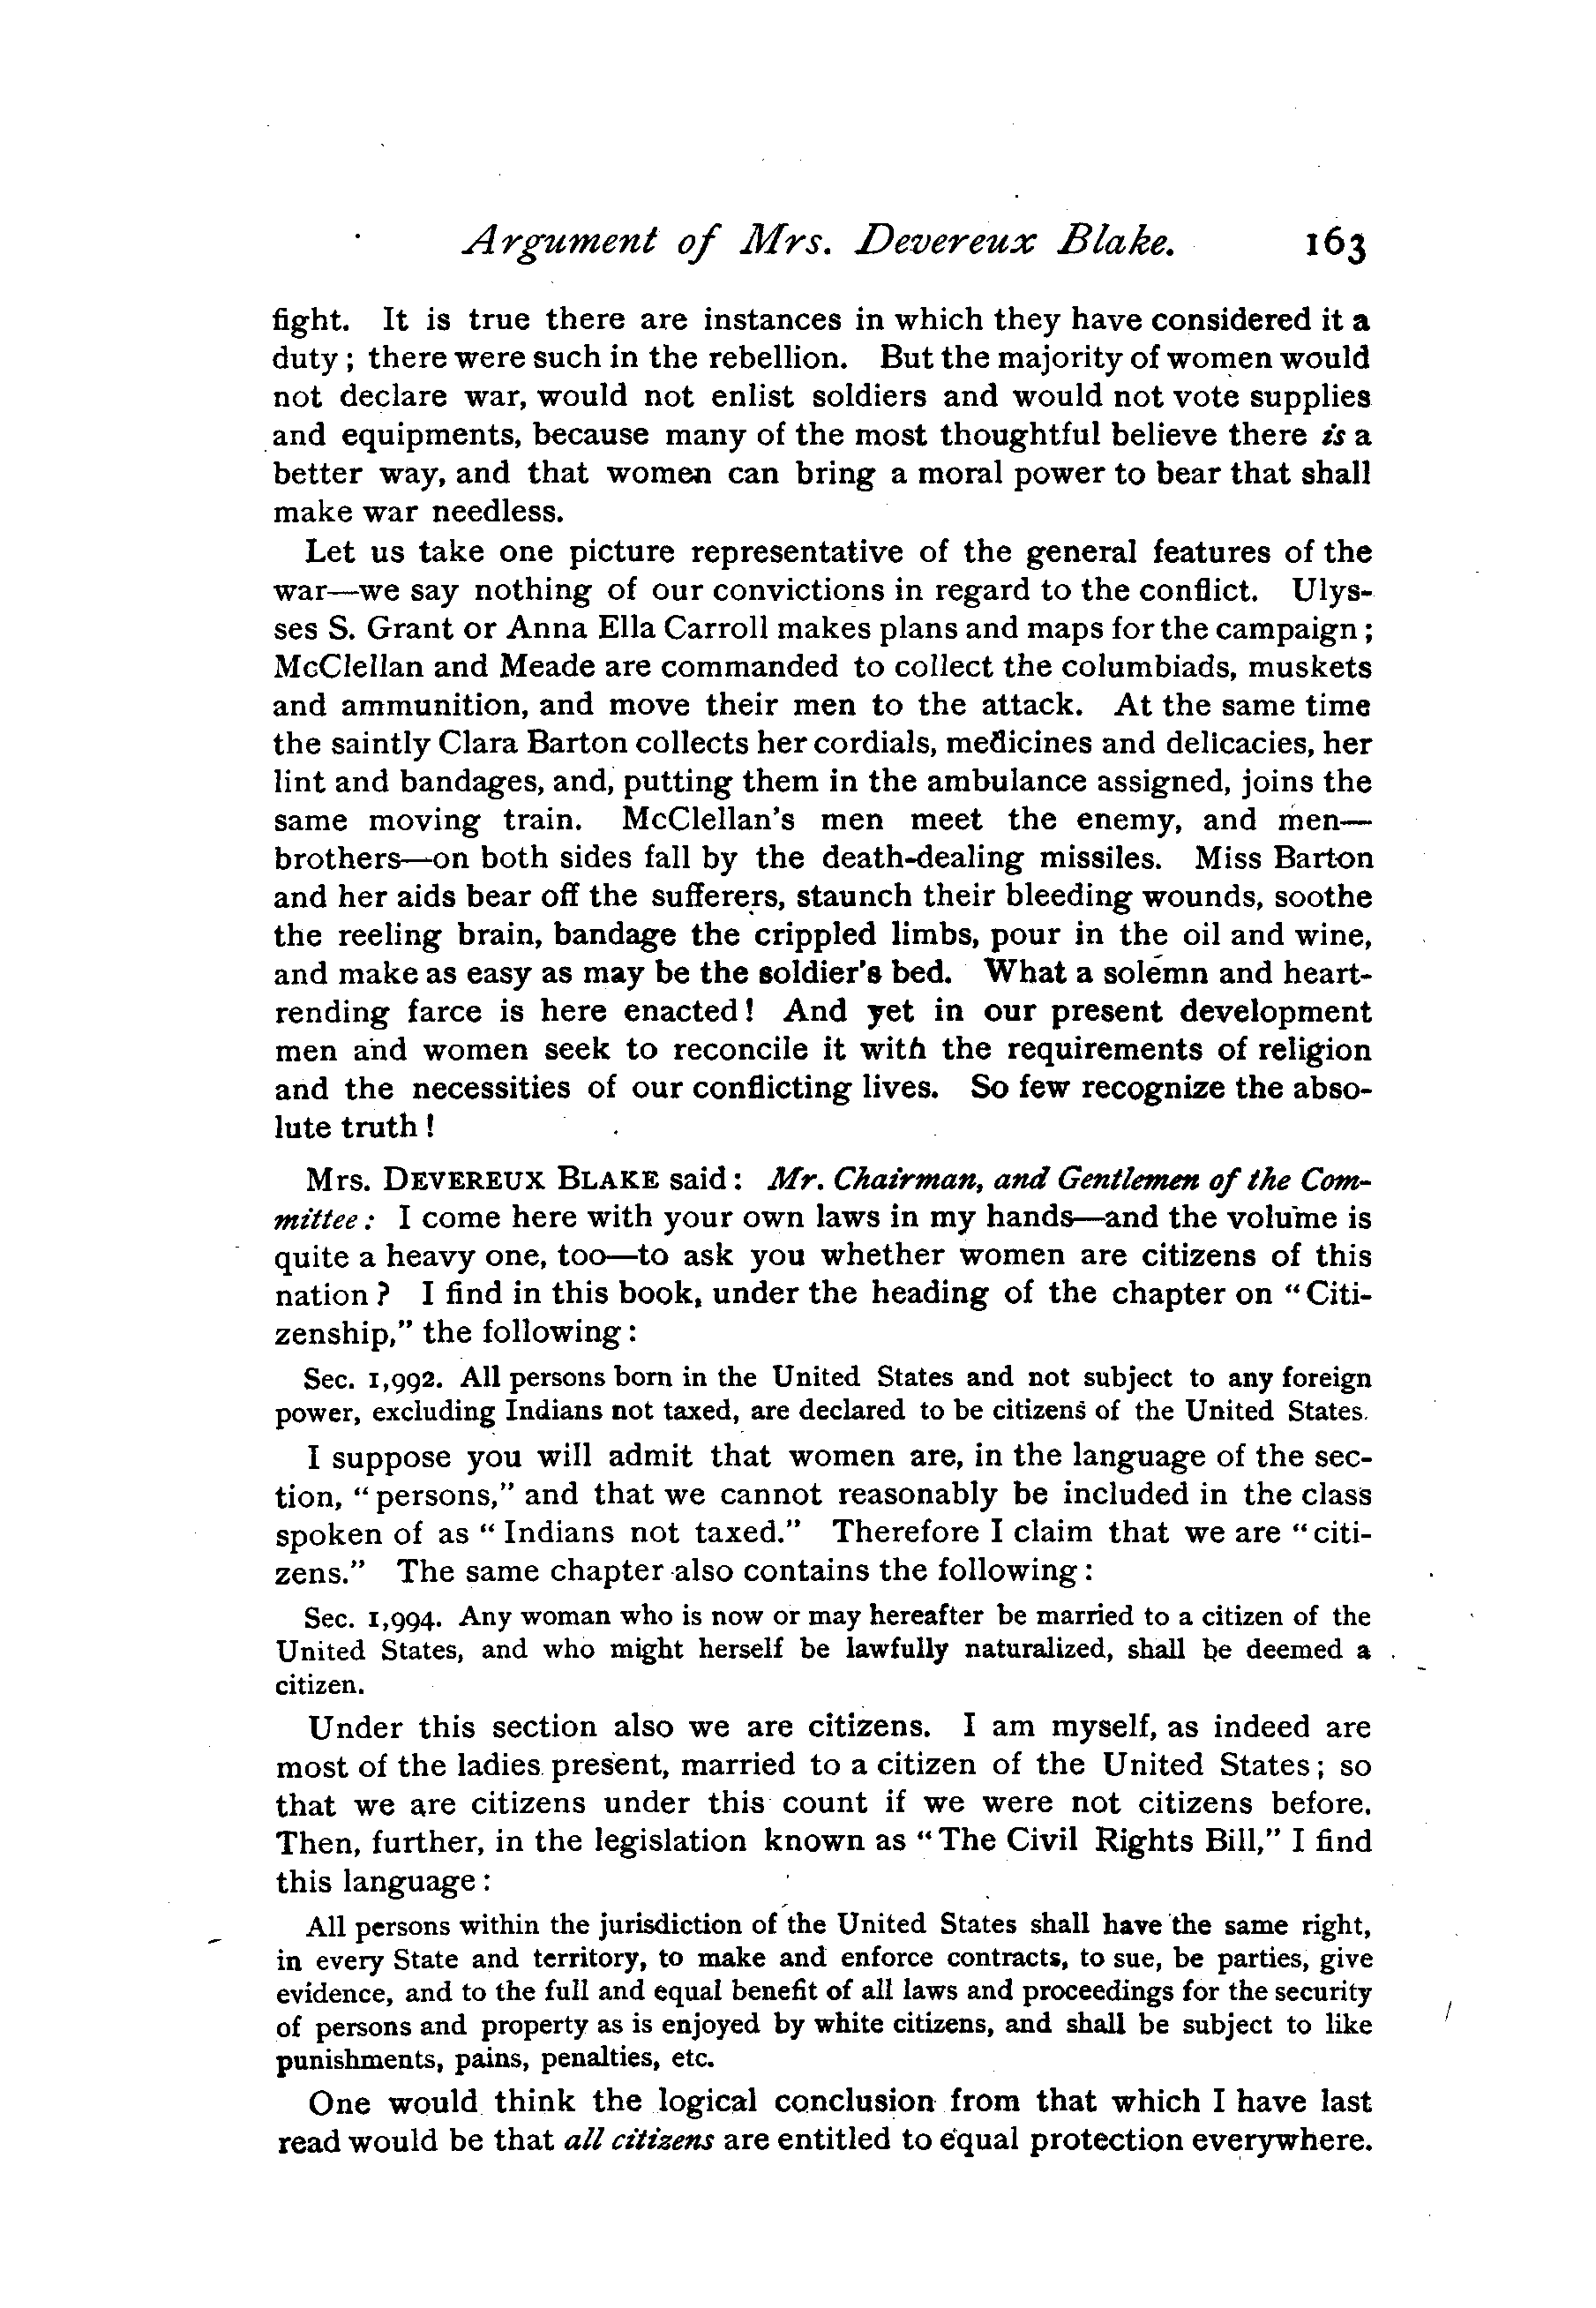 Argument of Mrs. Devereux Blake. 163
fight. It is true there are instances in which they have considered it a
duty; there were such in the rebellion. But the majority of women would
not declare war, would not enlist soldiers and would not vote supplies
and equipments, because many of the most thoughtful believe there is a
better way, and that women can bring a moral power to bear that shall
make war needless.
Let us take one picture representative of the general features of the
war—we say nothing of our convictions in regard to the conflict. Ulys-
ses S. Grant or Anna Ella Carroll makes plans and maps for the campaign;
McClellan and Meade are commanded to collect the columbiads, muskets
and ammunition, and move their men to the attack. At the same time
the saintly Clara Barton collects her cordials, medicines and delicacies, her
lint and bandages, and, putting them in the ambulance assigned, joins the
same moving train. McClellan's men meet the enemy, and men—
brothers—on both sides fall by the death-dealing missiles. Miss Barton
and her aids bear off the sufferers, staunch their bleeding wounds, soothe
the reeling brain, bandage the crippled limbs, pour in the oil and wine,
and make as easy as may be the soldier's bed. What a solemn and heart-
rending farce is here enacted! And yet in our present development
men and women seek to reconcile it with the requirements of religion
and the necessities of our conflicting lives. So few recognize the abso-
lute truth!
Mrs. DEVEREUX BLAKE said: Mr. Chairman, and Gentlemen of the Com-
mittee: I come here with your own laws in my hands—and the volume is
quite a heavy one, too—to ask you whether women are citizens of this
nation? I find in this book, under the heading of the chapter on "Citi-
zenship," the following:
Sec. 1,992. All persons born in the United States and not subject to any foreign
power, excluding Indians not taxed, are declared to be citizens of the United States.
I suppose you will admit that women are, in the language of the sec-
tion, "persons," and that we cannot reasonably be included in the class
spoken of as "Indians not taxed." Therefore I claim that we are "citi-
zens." The same chapter also contains the following:
Sec. 1,994. Any woman who is now or may hereafter be married to a citizen of the
United States, and who might herself be lawfully naturalized, shall be deemed a
citizen.
Under this section also we are citizens. I am myself, as indeed are
most of the ladies present, married to a citizen of the United States; so
that we are citizens under this count if we were not citizens before.
Then, further, in the legislation known as "The Civil Rights Bill," I find
this language:
All persons within the jurisdiction of the United States shall have the same right,
in every State and territory, to make and enforce contracts, to sue, be parties, give
evidence, and to the full and equal benefit of all laws and proceedings for the security
of persons and property as is enjoyed by white citizens, and shall be subject to like
punishments, pains, penalties, etc.
One would think the logical conclusion from that which I have last
read would be that all citizens are entitled to equal protection everywhere.